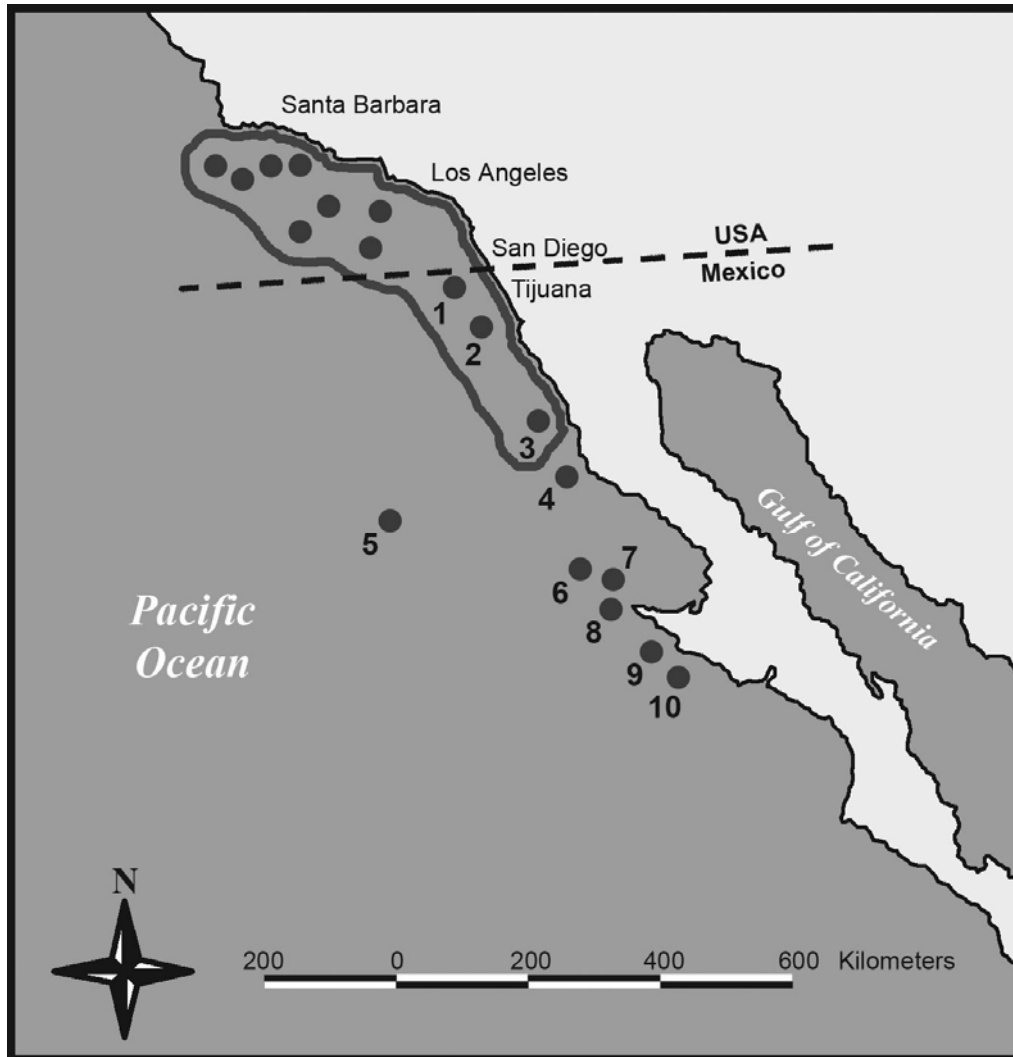 Santa Barbara
Los Angeles
San Diego
USA
Mexico
Tijuana
1
2
3
4
5
6
7
8
9
10
Gulf of California
Pacific
Ocean
N
200 0 200 400 600 Kilometers